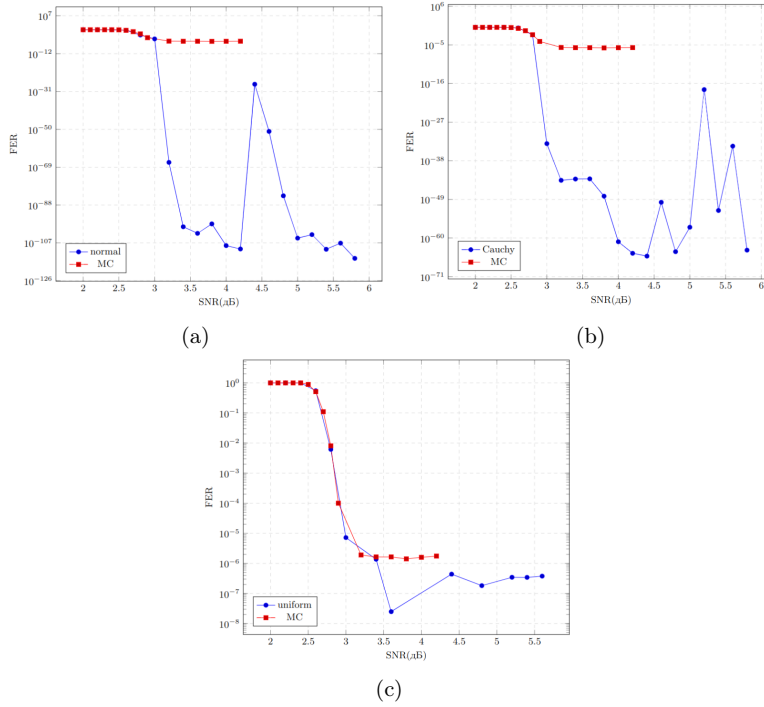 10^7
10^-12
10^-31
10^-50
10^-69
10^-88
10^-107
10^-126
FER
2 2.5 3 3.5 4 4.5 5 5.5 6
SNR(дБ)
normal
MC
(a)
10^6
10^-5
10^-16
10^-27
10^-38
10^-49
10^-60
10^-71
FER
2 2.5 3 3.5 4 4.5 5 5.5 6
SNR(дБ)
Cauchy
MC
(b)
10^0
10^-1
10^-2
10^-3
10^-4
10^-5
10^-6
10^-7
10^-8
FER
2 2.5 3 3.5 4 4.5 5 5.5
SNR(дБ)
uniform
MC
(c)